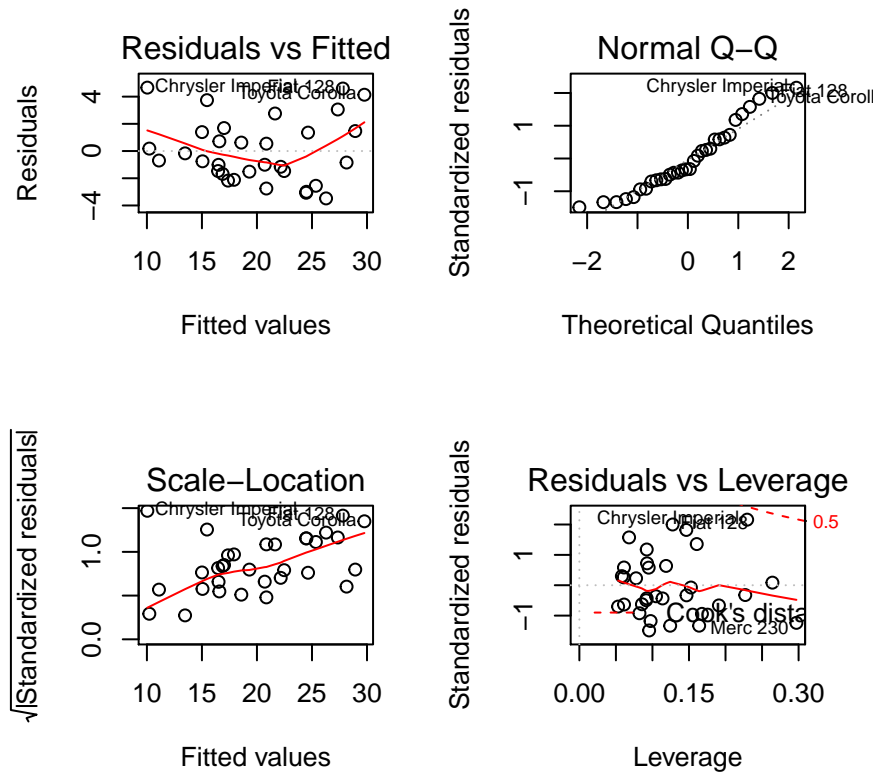 Residuals vs Fitted
Residuals
4
0
−4
Chrysler Imperial
Fiat 128
Toyota Corolla
10 15 20 25 30
Fitted values
Normal Q−Q
Standardized residuals
1
−1
Chrysler Imperial
Fiat 128
Toyota Coroll
−2 0 1 2
Theoretical Quantiles
Scale−Location
√|Standardized residuals|
1.0
0.0
Chrysler Imperial
Fiat 128
Toyota Corolla
10 15 20 25 30
Fitted values
Residuals vs Leverage
Standardized residuals
1
−1
Chrysler Imperial
Fiat 128
0.5
Cook's dista
Merc 230
0.00 0.15 0.30
Leverage